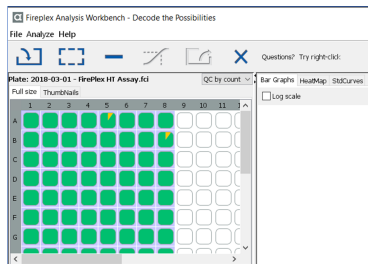 Fireplex Analysis Workbench - Decode the Possibilities
File Analyze Help
Questions? Try right-click:
Plate: 2018-03-01 - FirePlex HT Assay.fci
QC by count
Bar Graphs HeatMap StdCurves
Full size ThumbNails
Log scale
1 2 3 4 5 6 7 8 9 10 11
A
B
C
D
E
F
G